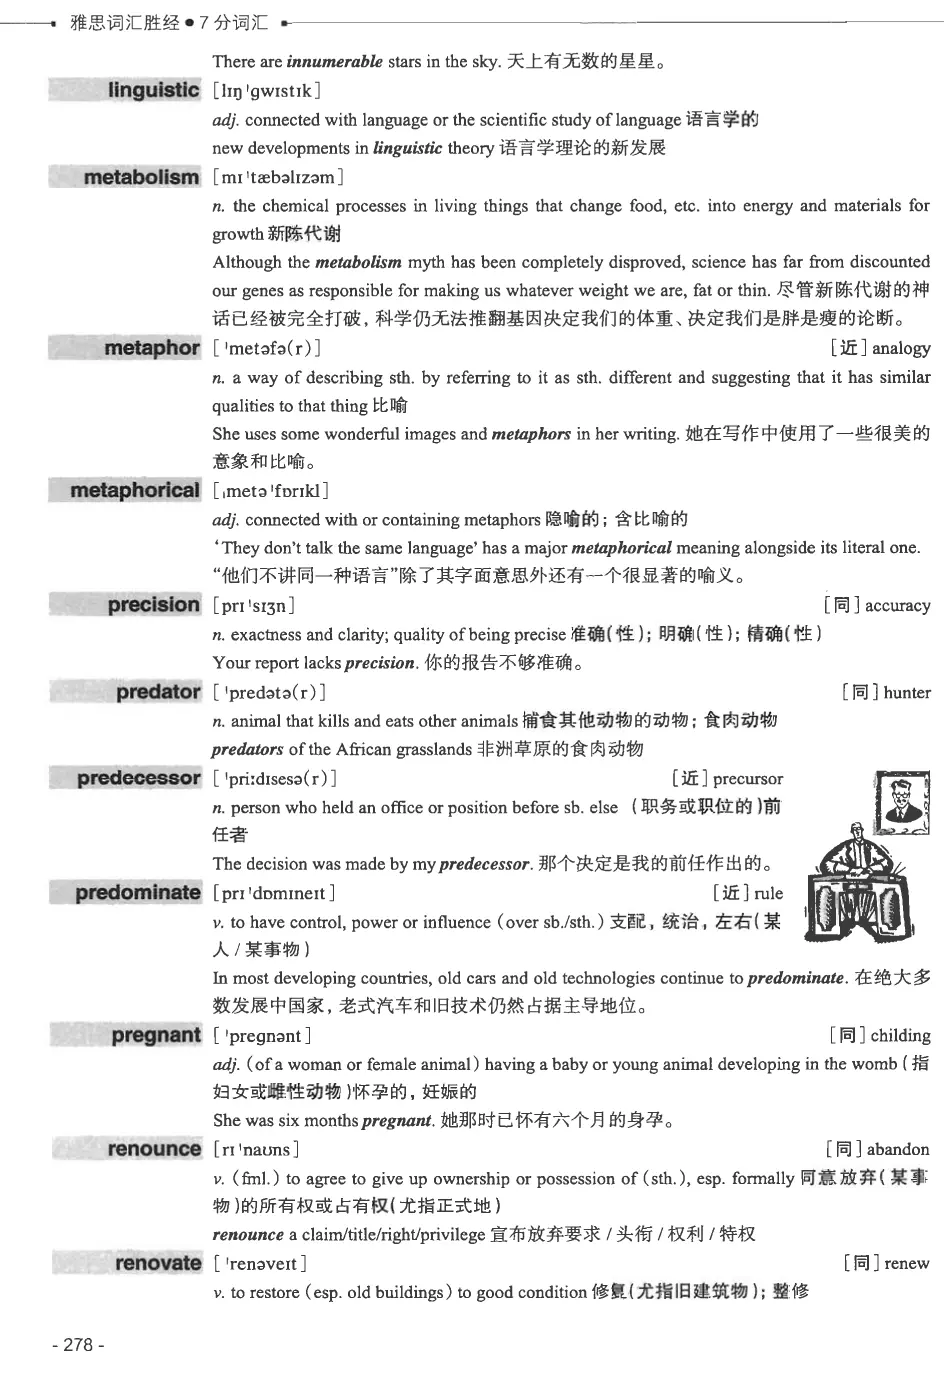 雅思词汇胜经●7分词汇
There are innumerable stars in the sky. 天上有无数的星星。
linguistic [lɪŋˈgwɪstɪk]
adj. connected with language or the scientific study of language 语言学的
new developments in linguistic theory 语言学理论的新发展
metabolism [mɪˈtæbəlɪzəm]
n. the chemical processes in living things that change food, etc. into energy and materials for
growth 新陈代谢
Although the metabolism myth has been completely disproved, science has far from discounted
our genes as responsible for making us whatever weight we are, fat or thin. 尽管新陈代谢的神
话已经被完全打破，科学仍无法推翻基因决定我们的体重、决定我们是胖是瘦的论断。
metaphor [ˈmetəfə(r)] [近] analogy
n. a way of describing sth. by referring to it as sth. different and suggesting that it has similar
qualities to that thing 比喻
She uses some wonderful images and metaphors in her writing. 她在写作中使用了一些很美的
意象和比喻。
metaphorical [ˌmetəˈfɒrɪkl]
adj. connected with or containing metaphors 隐喻的；含比喻的
‘They don't talk the same language’ has a major metaphorical meaning alongside its literal one.
“他们不讲同一种语言”除了其字面意思外还有一个很显著的喻义。
precision [prɪˈsɪʒn] [同] accuracy
n. exactness and clarity; quality of being precise 准确(性)；明确(性)；精确(性)
Your report lacks precision. 你的报告不够准确。
predator [ˈpredətə(r)] [同] hunter
n. animal that kills and eats other animals 捕食其他动物的动物；食肉动物
predators of the African grasslands 非洲草原的食肉动物
predecessor [ˈpriːdɪsesə(r)] [近] precursor
n. person who held an office or position before sb. else (职务或职位的)前
任者
The decision was made by my predecessor. 那个决定是我的前任作出的。
predominate [prɪˈdɒmɪneɪt] [近] rule
v. to have control, power or influence (over sb./sth.) 支配，统治，左右(某
人/某事物)
In most developing countries, old cars and old technologies continue to predominate. 在绝大多
数发展中国家，老式汽车和旧技术仍然占据主导地位。
pregnant [ˈpregnənt] [同] childing
adj. (of a woman or female animal) having a baby or young animal developing in the womb (指
妇女或雌性动物)怀孕的，妊娠的
She was six months pregnant. 她那时已怀有六个月的身孕。
renounce [rɪˈnaʊns] [同] abandon
v. (fml.) to agree to give up ownership or possession of (sth.), esp. formally 同意放弃(某事
物)的所有权或占有权(尤指正式地)
renounce a claim/title/right/privilege 宣布放弃要求/头衔/权利/特权
renovate [ˈrenəveɪt] [同] renew
v. to restore (esp. old buildings) to good condition 修复(尤指旧建筑物)；整修
- 278 -